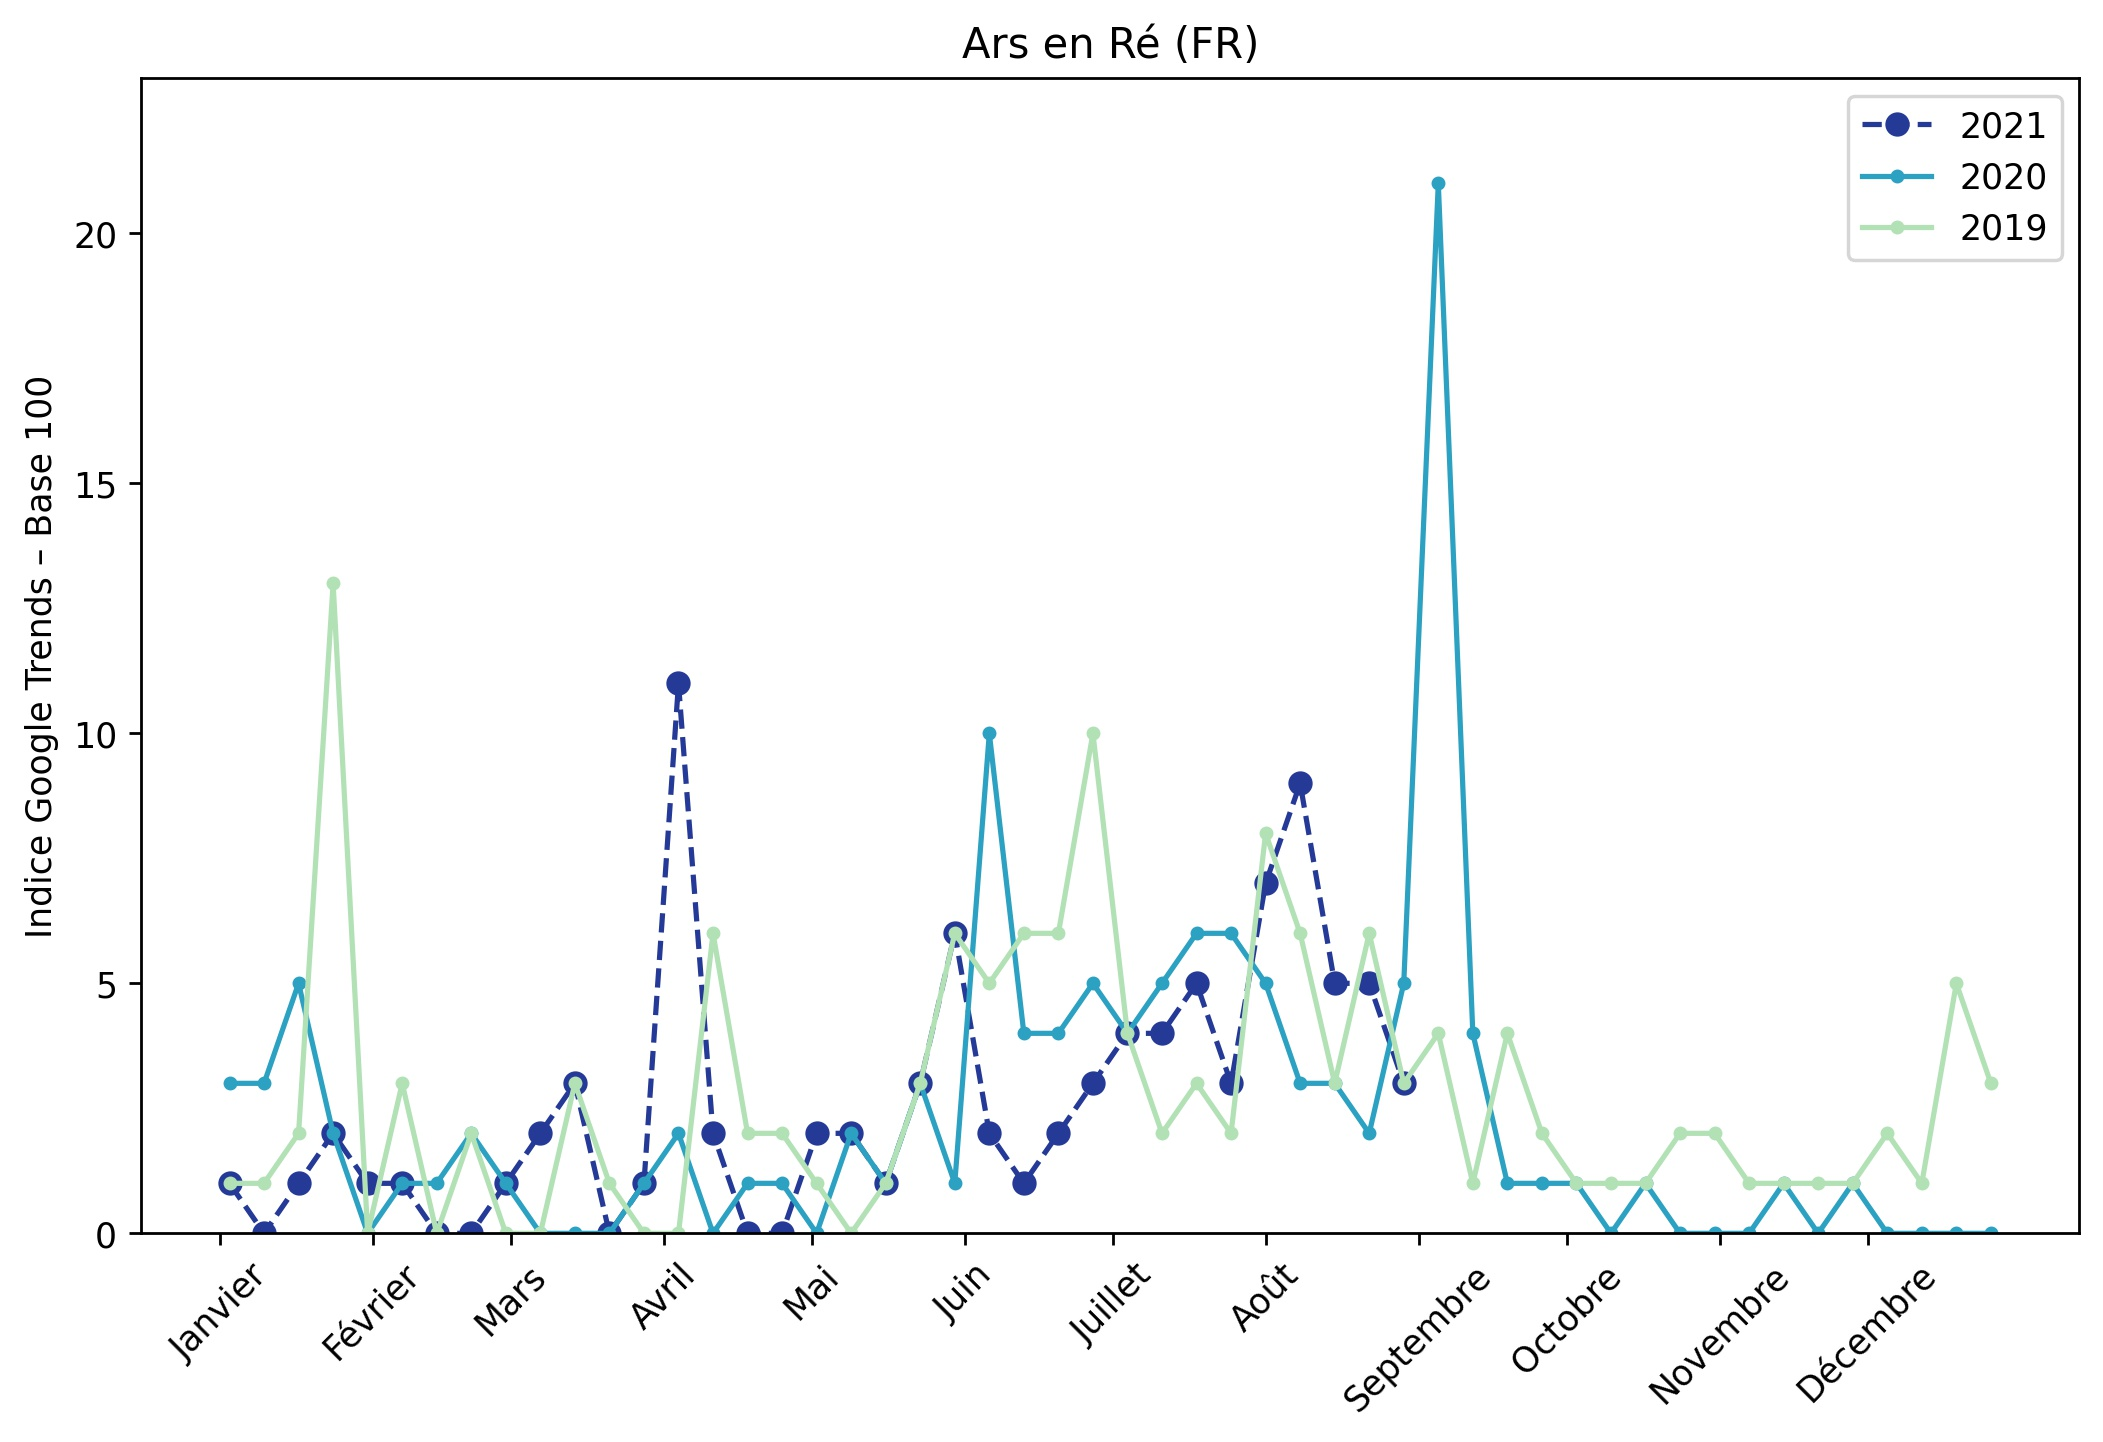 Ars en Ré (FR)
2021
2020
2019
Indice Google Trends – Base 100
20
15
10
5
0
Janvier
Février
Mars
Avril
Mai
Juin
Juillet
Août
Septembre
Octobre
Novembre
Décembre